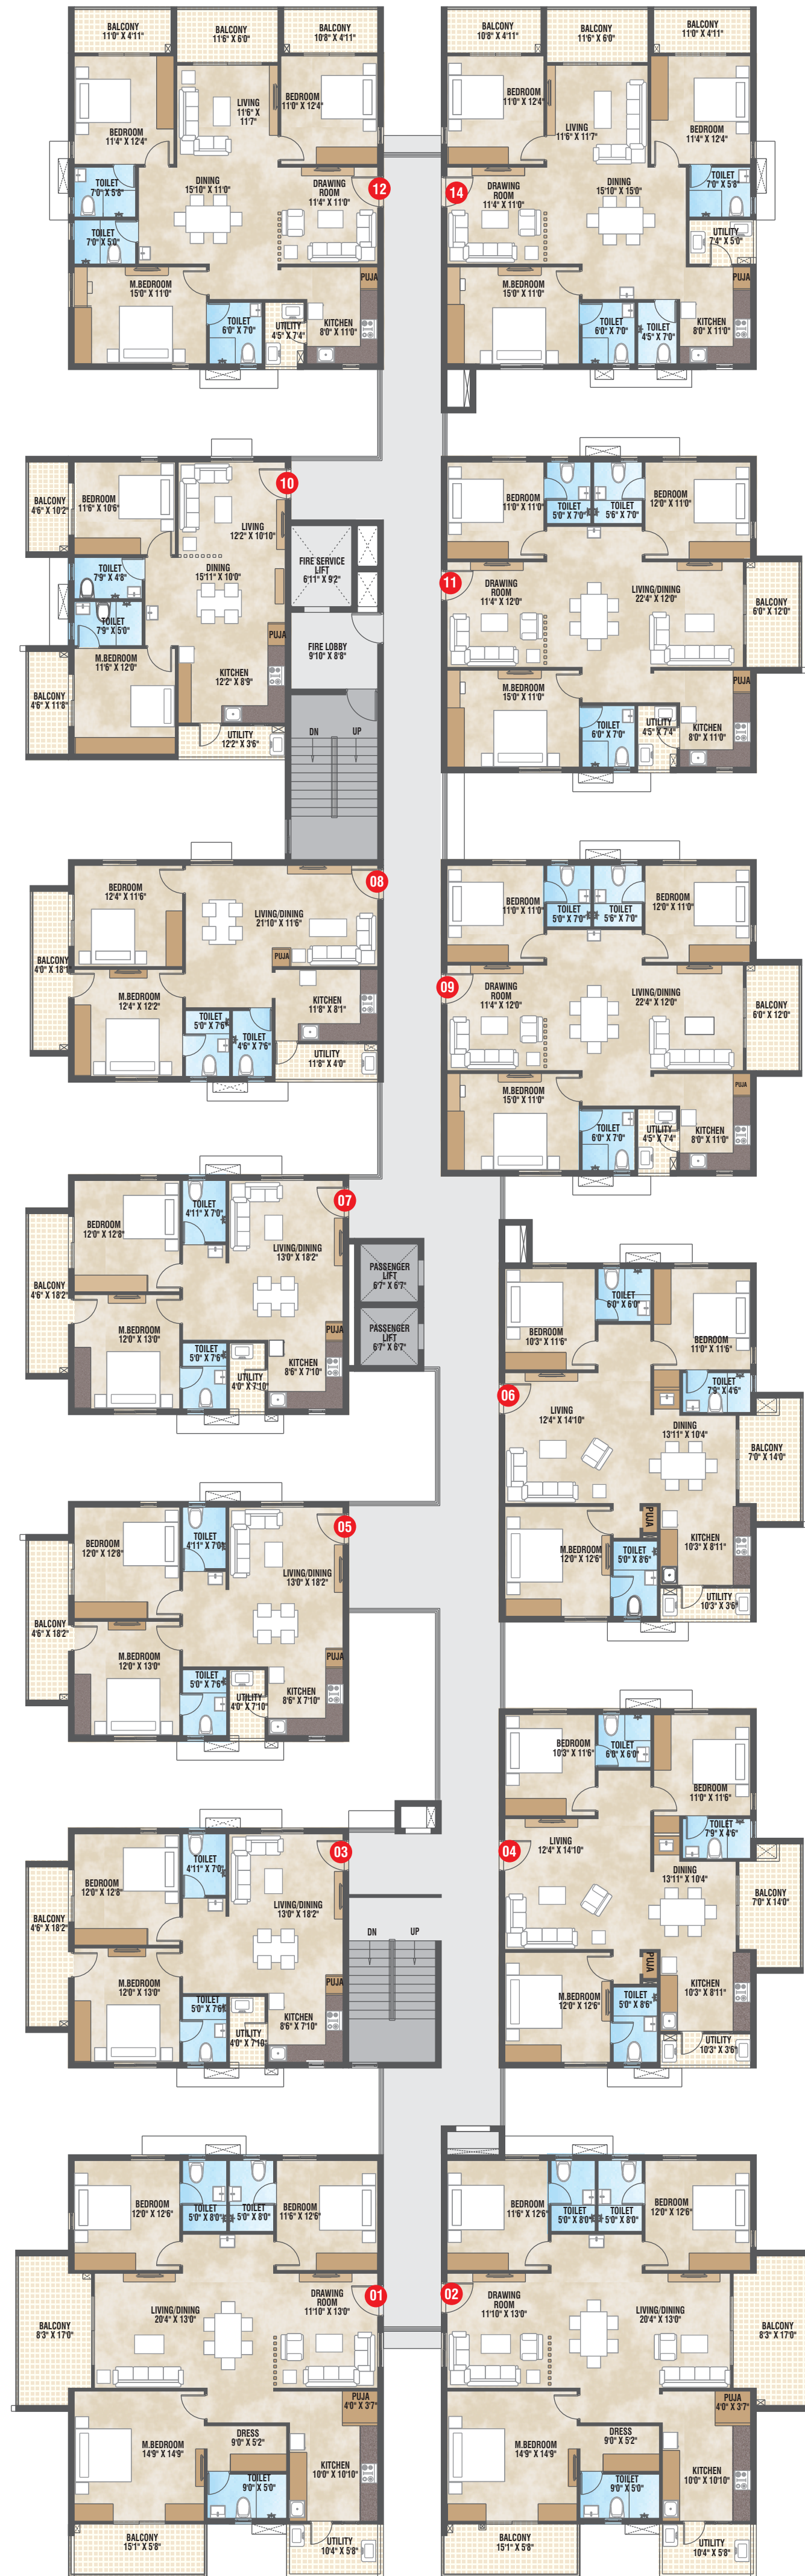 BALCONY
11'0" X 4'11"
BALCONY
11'6" X 6'0"
BALCONY
10'8" X 4'11"
BEDROOM
11'4" X 12'4"
LIVING
11'6" X
11'7"
BEDROOM
11'0" X 12'4"
TOILET
7'0" X 5'8"
DINING
15'10" X 11'0"
DRAWING
ROOM
11'4" X 11'0"
12
TOILET
7'0" X 5'0"
M.BEDROOM
15'0" X 11'0"
TOILET
6'0" X 7'0"
UTILITY
4'5" X 7'4"
PUJA
KITCHEN
8'0" X 11'0"
BALCONY
10'8" X 4'11"
BALCONY
11'6" X 6'0"
BALCONY
11'0" X 4'11"
BEDROOM
11'0" X 12'4"
LIVING
11'6" X 11'7"
BEDROOM
11'4" X 12'4"
14
DRAWING
ROOM
11'4" X 11'0"
DINING
15'10" X 15'0"
TOILET
7'0" X 5'8"
UTILITY
7'4" X 5'0"
M.BEDROOM
15'0" X 11'0"
TOILET
6'0" X 7'0"
TOILET
4'5" X 7'0"
PUJA
KITCHEN
8'0" X 11'0"
BALCONY
4'6" X 10'2"
BEDROOM
11'6" X 10'6"
LIVING
12'2" X 10'10"
10
TOILET
7'9" X 4'8"
DINING
15'11" X 10'0"
TOILET
7'9" X 5'0"
PUJA
M.BEDROOM
11'6" X 12'0"
BALCONY
4'6" X 11'8"
KITCHEN
12'2" X 8'9"
UTILITY
12'2" X 3'6"
FIRE SERVICE
LIFT
6'11" X 9'2"
FIRE LOBBY
9'10" X 8'8"
DN
UP
BEDROOM
11'0" X 11'0"
TOILET
5'0" X 7'0"
TOILET
5'6" X 7'0"
BEDROOM
12'0" X 11'0"
11
DRAWING
ROOM
11'4" X 12'0"
LIVING/DINING
22'4" X 12'0"
BALCONY
6'0" X 12'0"
M.BEDROOM
15'0" X 11'0"
TOILET
6'0" X 7'0"
UTILITY
4'5" X 7'4"
PUJA
KITCHEN
8'0" X 11'0"
BEDROOM
12'4" X 11'6"
08
LIVING/DINING
21'10" X 11'6"
BALCONY
4'0" X 18'1"
PUJA
M.BEDROOM
12'4" X 12'2"
TOILET
5'0" X 7'6"
TOILET
4'6" X 7'6"
KITCHEN
11'8" X 8'1"
UTILITY
11'8" X 4'0"
BEDROOM
11'0" X 11'0"
TOILET
5'0" X 7'0"
TOILET
5'6" X 7'0"
BEDROOM
12'0" X 11'0"
09
DRAWING
ROOM
11'4" X 12'0"
LIVING/DINING
22'4" X 12'0"
BALCONY
6'0" X 12'0"
M.BEDROOM
15'0" X 11'0"
TOILET
6'0" X 7'0"
UTILITY
4'5" X 7'4"
PUJA
KITCHEN
8'0" X 11'0"
BEDROOM
12'0" X 12'8"
TOILET
4'11" X 7'0"
07
LIVING/DINING
13'0" X 18'2"
BALCONY
4'6" X 18'2"
M.BEDROOM
12'0" X 13'0"
TOILET
5'0" X 7'6"
UTILITY
4'0" X 7'10"
PUJA
KITCHEN
8'6" X 7'10"
PASSENGER
LIFT
6'7" X 6'7"
PASSENGER
LIFT
6'7" X 6'7"
BEDROOM
10'3" X 11'6"
TOILET
6'0" X 6'0"
BEDROOM
11'0" X 11'6"
06
LIVING
12'4" X 14'10"
TOILET
7'9" X 4'6"
DINING
13'11" X 10'4"
BALCONY
7'0" X 14'0"
M.BEDROOM
12'0" X 12'6"
PUJA
TOILET
5'0" X 8'6"
KITCHEN
10'3" X 8'11"
UTILITY
10'3" X 3'6"
BEDROOM
12'0" X 12'8"
TOILET
4'11" X 7'0"
05
LIVING/DINING
13'0" X 18'2"
BALCONY
4'6" X 18'2"
M.BEDROOM
12'0" X 13'0"
TOILET
5'0" X 7'6"
UTILITY
4'0" X 7'10"
PUJA
KITCHEN
8'6" X 7'10"
BEDROOM
10'3" X 11'6"
TOILET
6'0" X 6'0"
BEDROOM
11'0" X 11'6"
04
LIVING
12'4" X 14'10"
TOILET
7'9" X 4'6"
DINING
13'11" X 10'4"
BALCONY
7'0" X 14'0"
M.BEDROOM
12'0" X 12'6"
PUJA
TOILET
5'0" X 8'6"
KITCHEN
10'3" X 8'11"
UTILITY
10'3" X 3'6"
BEDROOM
12'0" X 12'8"
TOILET
4'11" X 7'0"
03
LIVING/DINING
13'0" X 18'2"
BALCONY
4'6" X 18'2"
M.BEDROOM
12'0" X 13'0"
TOILET
5'0" X 7'6"
UTILITY
4'0" X 7'10"
PUJA
KITCHEN
8'6" X 7'10"
DN
UP
BEDROOM
12'0" X 12'6"
TOILET
5'0" X 8'0"
TOILET
5'0" X 8'0"
BEDROOM
11'6" X 12'6"
01
BALCONY
8'3" X 17'0"
LIVING/DINING
20'4" X 13'0"
DRAWING
ROOM
11'10" X 13'0"
PUJA
4'0" X 3'7"
M.BEDROOM
14'9" X 14'9"
DRESS
9'0" X 5'2"
TOILET
9'0" X 5'0"
KITCHEN
10'0" X 10'10"
BALCONY
15'1" X 5'8"
UTILITY
10'4" X 5'8"
BEDROOM
11'6" X 12'6"
TOILET
5'0" X 8'0"
TOILET
5'0" X 8'0"
BEDROOM
12'0" X 12'6"
02
DRAWING
ROOM
11'10" X 13'0"
LIVING/DINING
20'4" X 13'0"
BALCONY
8'3" X 17'0"
PUJA
4'0" X 3'7"
M.BEDROOM
14'9" X 14'9"
DRESS
9'0" X 5'2"
TOILET
9'0" X 5'0"
KITCHEN
10'0" X 10'10"
BALCONY
15'1" X 5'8"
UTILITY
10'4" X 5'8"